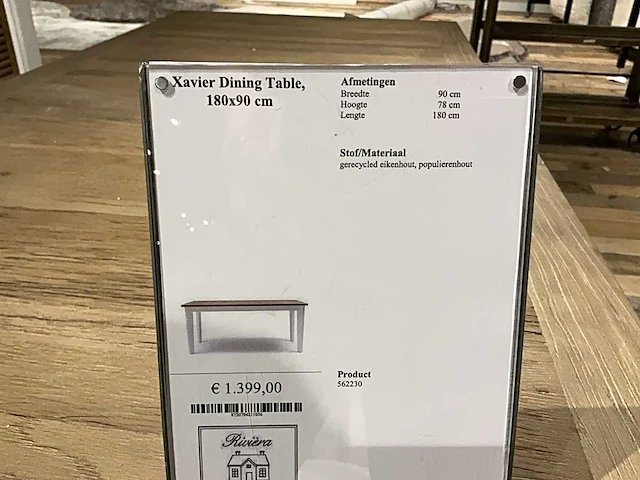 Xavier Dining Table,
180x90 cm
Afmetingen
Breedte 90 cm
Hoogte 78 cm
Lengte 180 cm
Stof/Materiaal
gerecycled eikenhout, populierenhout
€ 1.399,00
Product
562230
Rivièra